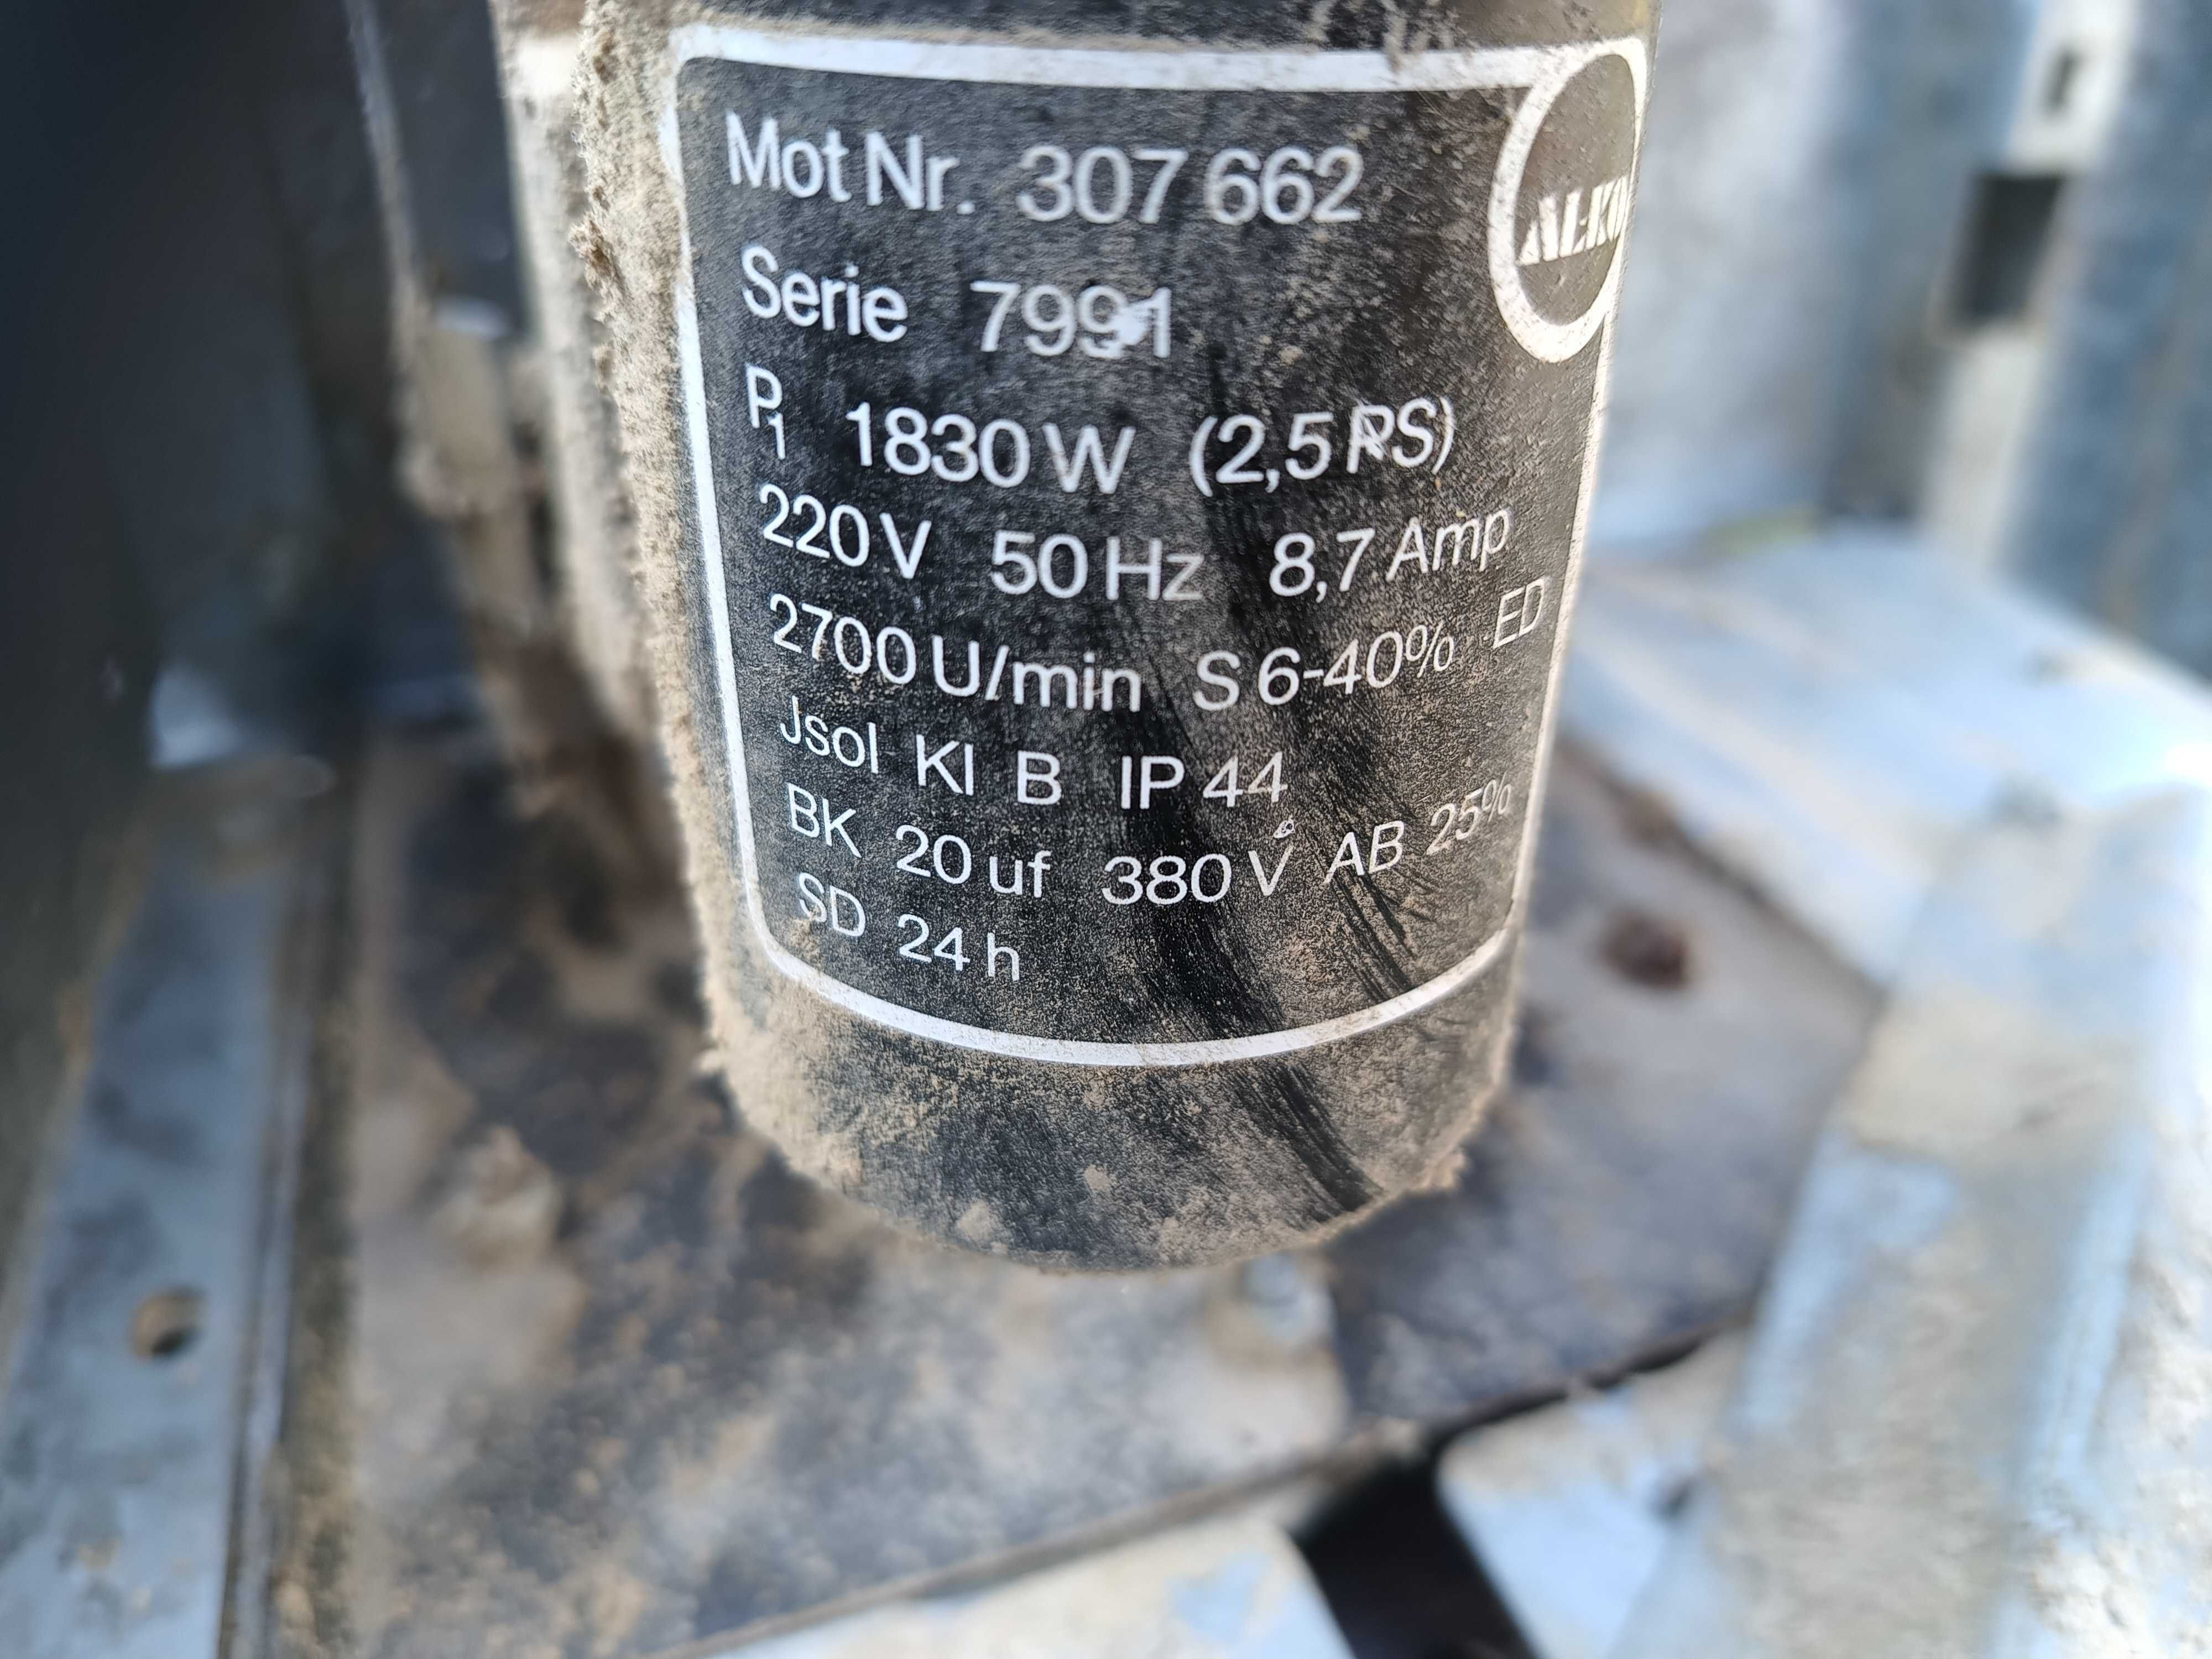 Mot Nr. 307 662
AL-KO
Serie 7991
P1 1830 W (2,5 PS)
220 V 50 Hz 8,7 Amp
2700 U/min S 6-40% ED
Jsol Kl B IP 44
BK 20 uf 380 V AB 25%
SD 24 h